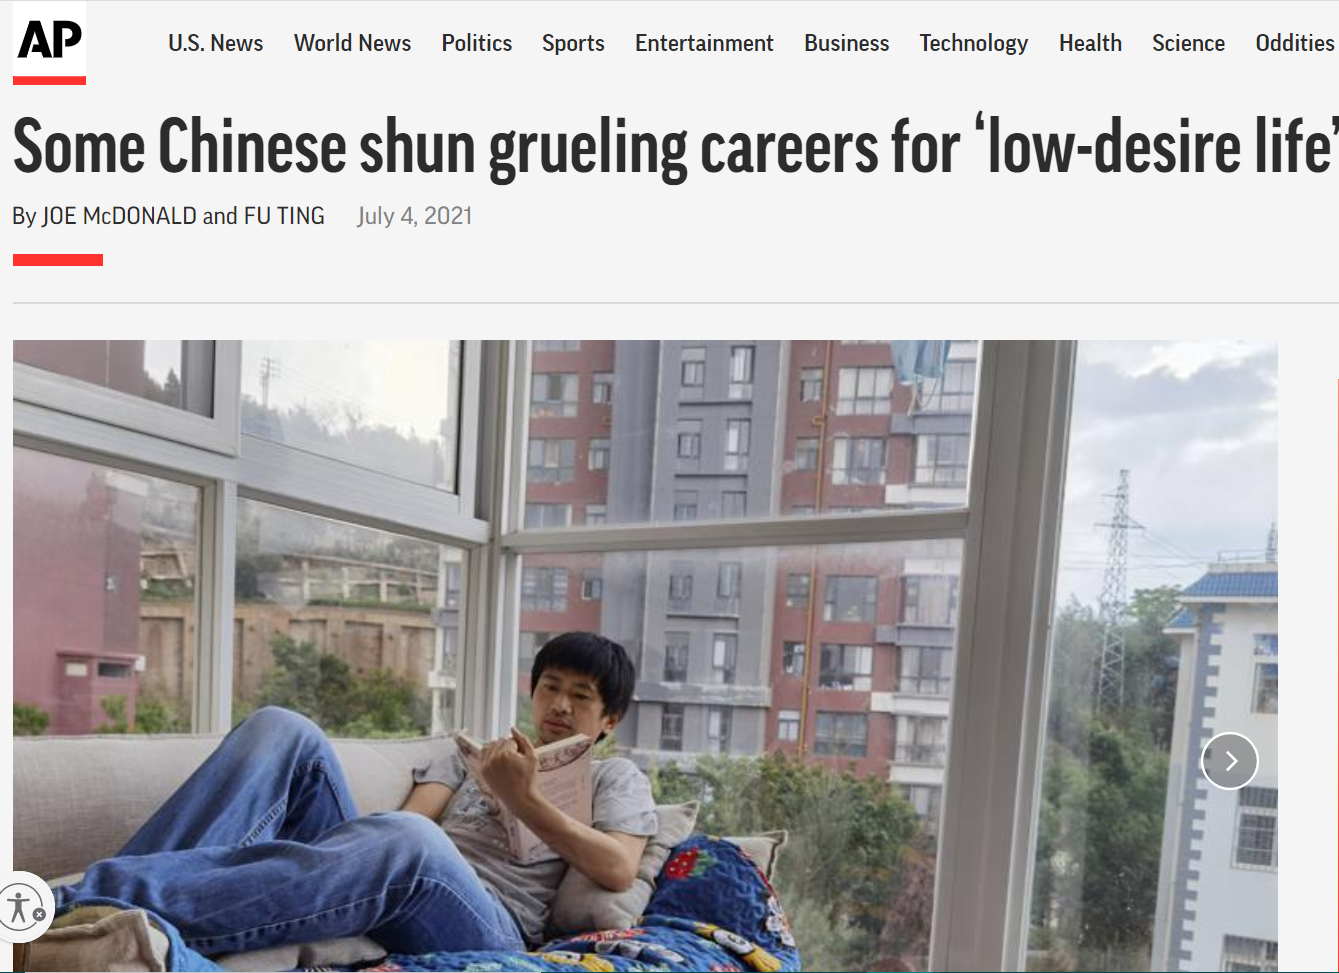 AP
U.S. News World News Politics Sports Entertainment Business Technology Health Science Oddities
Some Chinese shun grueling careers for ‘low-desire life’
By JOE McDONALD and FU TING July 4, 2021